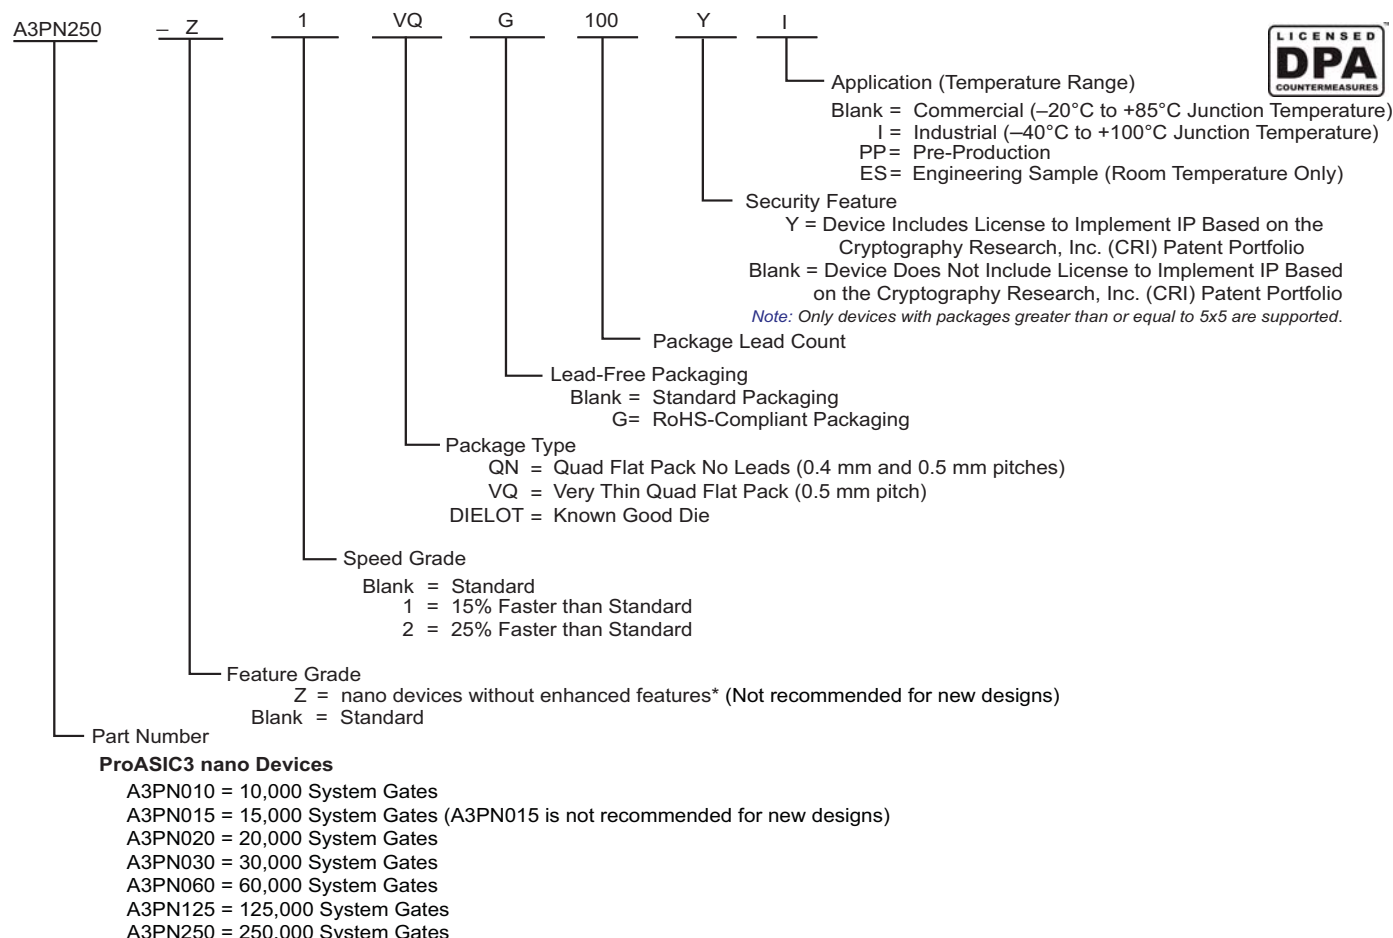 A3PN250 – Z 1 VQ G 100 Y I
LICENSED
DPA
COUNTERMEASURES
™
Application (Temperature Range)
Blank = Commercial (–20°C to +85°C Junction Temperature)
I = Industrial (–40°C to +100°C Junction Temperature)
PP = Pre-Production
ES = Engineering Sample (Room Temperature Only)
Security Feature
Y = Device Includes License to Implement IP Based on the
Cryptography Research, Inc. (CRI) Patent Portfolio
Blank = Device Does Not Include License to Implement IP Based
on the Cryptography Research, Inc. (CRI) Patent Portfolio
Note: Only devices with packages greater than or equal to 5x5 are supported.
Package Lead Count
Lead-Free Packaging
Blank = Standard Packaging
G= RoHS-Compliant Packaging
Package Type
QN = Quad Flat Pack No Leads (0.4 mm and 0.5 mm pitches)
VQ = Very Thin Quad Flat Pack (0.5 mm pitch)
DIELOT = Known Good Die
Speed Grade
Blank = Standard
1 = 15% Faster than Standard
2 = 25% Faster than Standard
Feature Grade
Z = nano devices without enhanced features* (Not recommended for new designs)
Blank = Standard
Part Number
ProASIC3 nano Devices
A3PN010 = 10,000 System Gates
A3PN015 = 15,000 System Gates (A3PN015 is not recommended for new designs)
A3PN020 = 20,000 System Gates
A3PN030 = 30,000 System Gates
A3PN060 = 60,000 System Gates
A3PN125 = 125,000 System Gates
A3PN250 = 250,000 System Gates